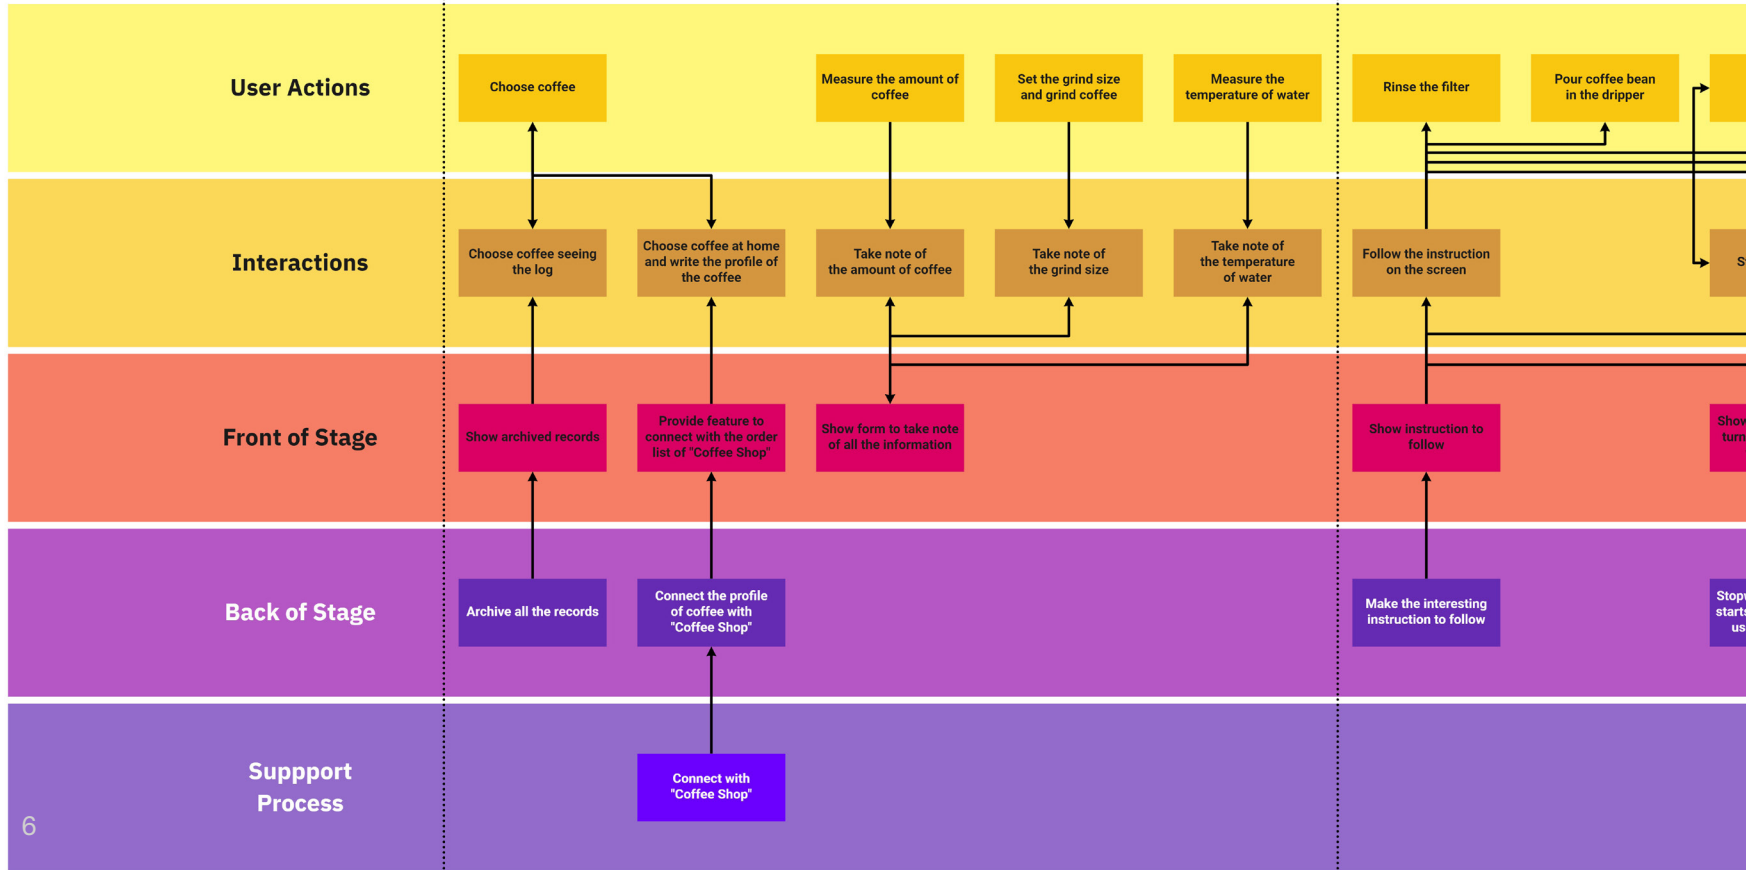 User Actions
Choose coffee
Measure the amount of
coffee
Set the grind size
and grind coffee
Measure the
temperature of water
Rinse the filter
Pour coffee bean
in the dripper
Interactions
Choose coffee seeing
the log
Choose coffee at home
and write the profile of
the coffee
Take note of
the amount of coffee
Take note of
the grind size
Take note of
the temperature
of water
Follow the instruction
on the screen
Front of Stage
Show archived records
Provide feature to
connect with the order
list of "Coffee Shop"
Show form to take note
of all the information
Show instruction to
follow
Show
turn
Back of Stage
Archive all the records
Connect the profile
of coffee with
"Coffee Shop"
Make the interesting
instruction to follow
starts
Suppport
Process
Connect with
"Coffee Shop"
6